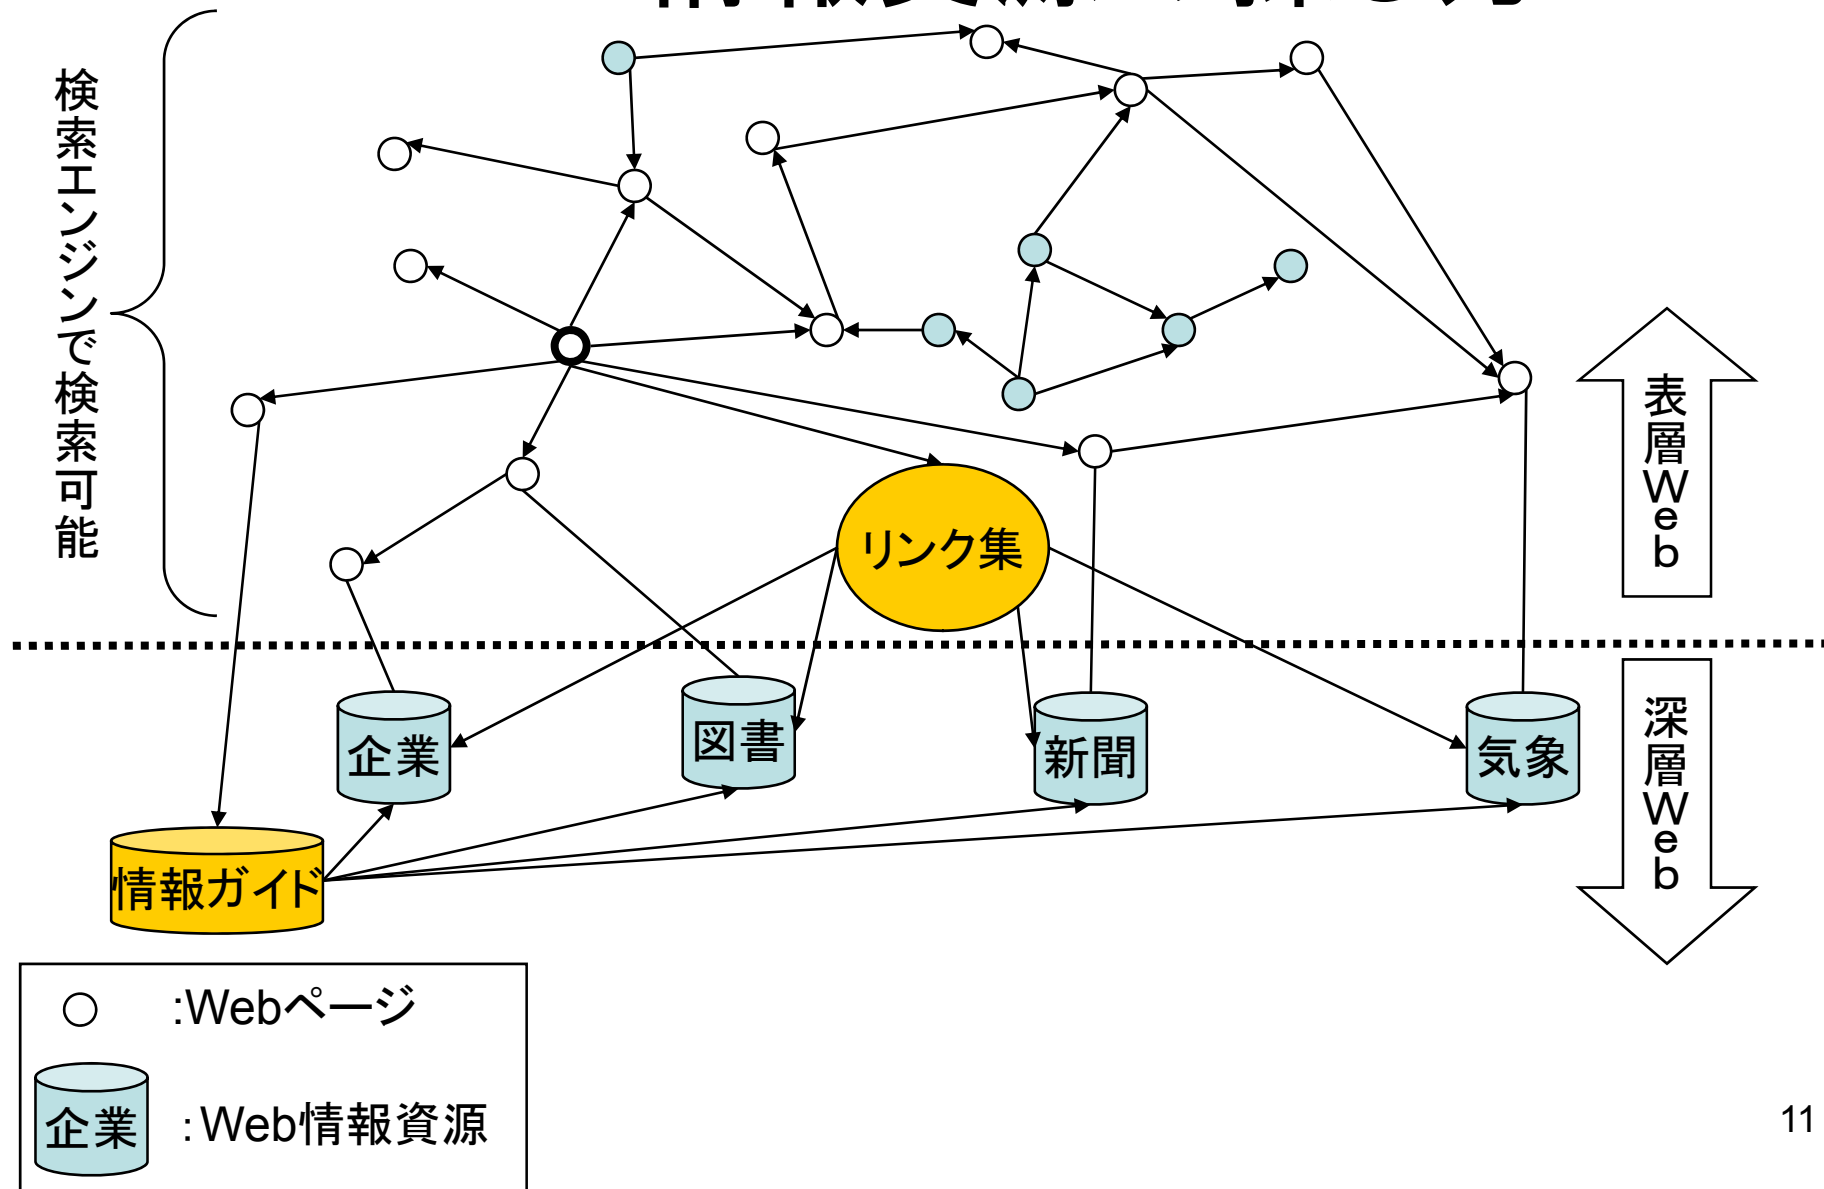 検索エンジンで検索可能
表層Web
リンク集
企業
図書
新聞
気象
深層Web
情報ガイド
:Webページ
企業
:Web情報資源
11